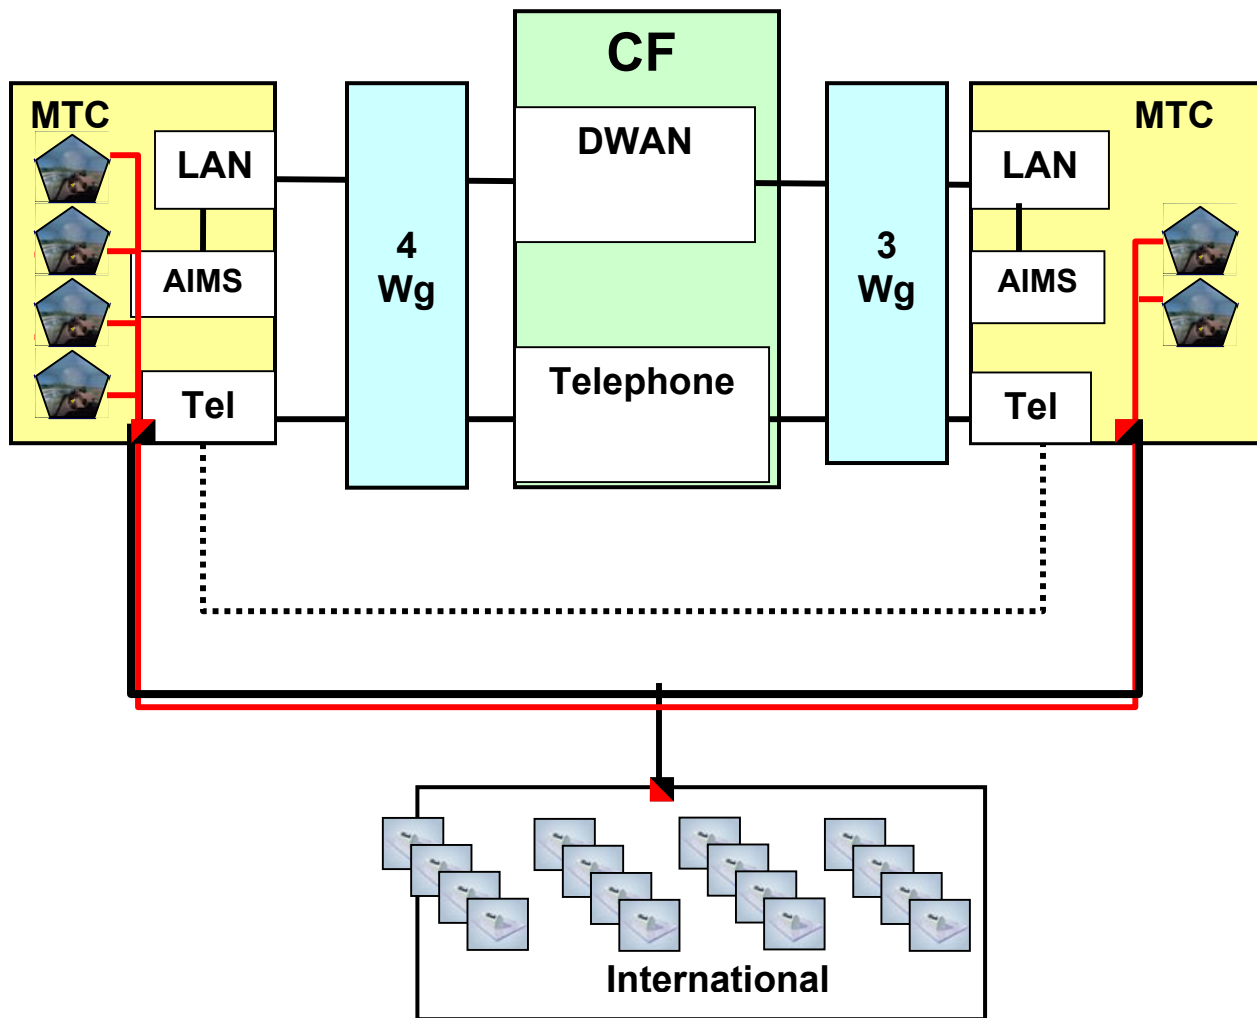 CF
MTC
LAN
AIMS
Tel
4
Wg
DWAN
Telephone
3
Wg
MTC
LAN
AIMS
Tel
International